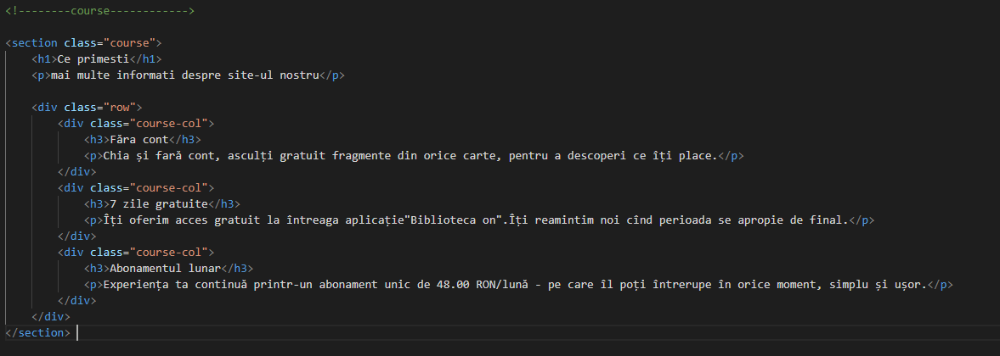 <!--------course------------>
<section class="course">
<h1>Ce primesti</h1>
<p>mai multe informati despre site-ul nostru</p>
<div class="row">
<div class="course-col">
<h3>Făra cont</h3>
<p>Chia și fară cont, asculți gratuit fragmente din orice carte, pentru a descoperi ce îți place.</p>
</div>
<div class="course-col">
<h3>7 zile gratuite</h3>
<p>Îți oferim acces gratuit la întreaga aplicație"Biblioteca on".Îți reamintim noi cînd perioada se apropie de final.</p>
</div>
<div class="course-col">
<h3>Abonamentul lunar</h3>
<p>Experiența ta continuă printr-un abonament unic de 48.00 RON/lună - pe care îl poți întrerupe în orice moment, simplu și ușor.</p>
</div>
</div>
</section>